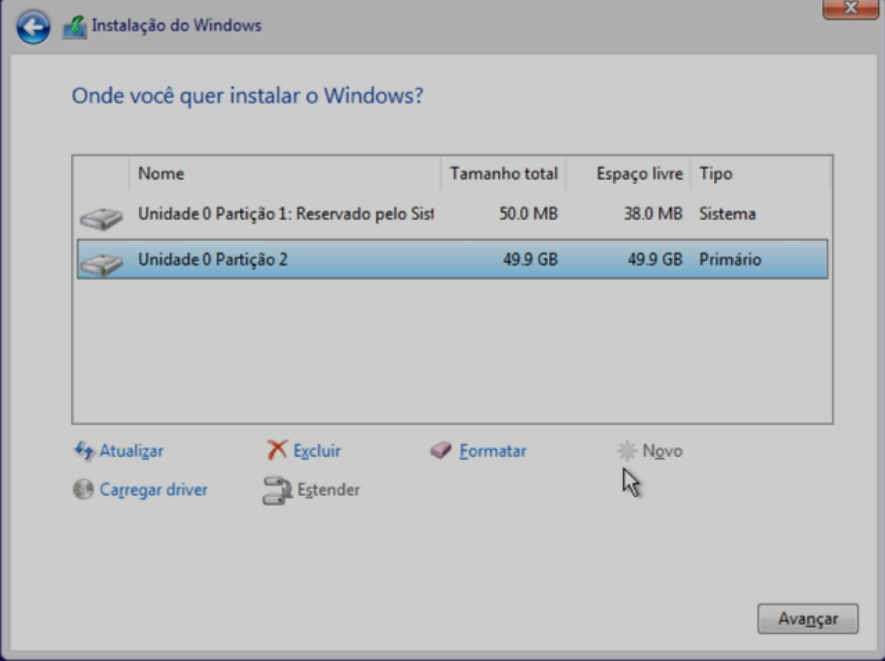 Instalação do Windows
Onde você quer instalar o Windows?
Nome Tamanho total Espaço livre Tipo
Unidade 0 Partição 1: Reservado pelo Sist 50.0 MB 38.0 MB Sistema
Unidade 0 Partição 2 49.9 GB 49.9 GB Primário
Atualizar Excluir Formatar Novo
Carregar driver Estender
Avançar